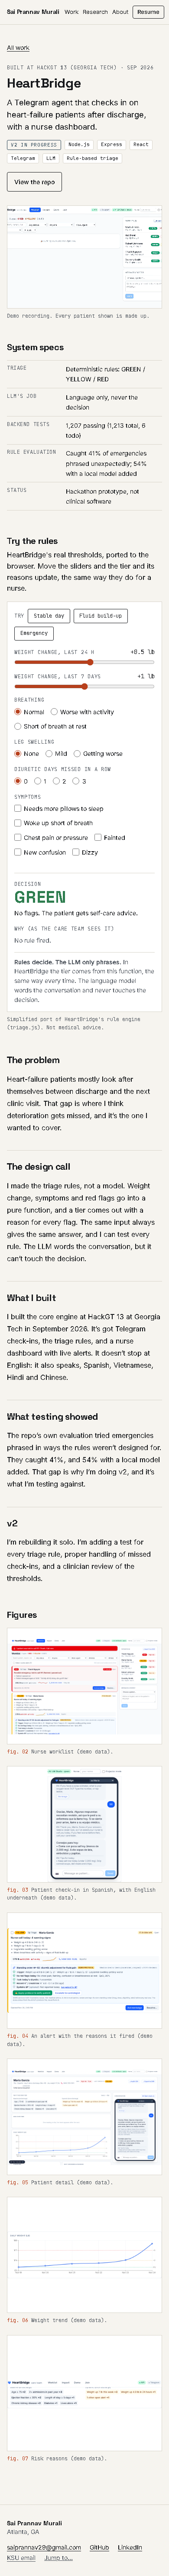 Sai Prannav Murali Work Research About Resume
All work
BUILT AT HACKGT 13 (GEORGIA TECH) · SEP 2026
HeartBridge
A Telegram agent that checks in on
heart-failure patients after discharge,
with a nurse dashboard.
V2 IN PROGRESS Node.js Express React
Telegram LLM Rule-based triage
View the repo
Demo recording. Every patient shown is made up.
System specs
TRIAGE Deterministic rules: GREEN /
YELLOW / RED
LLM'S JOB Language only, never the
decision
BACKEND TESTS 1,207 passing (1,213 total, 6
todo)
RULE EVALUATION Caught 41% of emergencies
phrased unexpectedly; 54%
with a local model added
STATUS Hackathon prototype, not
clinical software
Try the rules
HeartBridge's real thresholds, ported to the
browser. Move the sliders and the tier and its
reasons update, the same way they do for a
nurse.
TRY Stable day Fluid build-up
Emergency
WEIGHT CHANGE, LAST 24 H +0.5 lb
WEIGHT CHANGE, LAST 7 DAYS +1 lb
BREATHING
Normal Worse with activity
Short of breath at rest
LEG SWELLING
None Mild Getting worse
DIURETIC DAYS MISSED IN A ROW
0 1 2 3
SYMPTOMS
Needs more pillows to sleep
Woke up short of breath
Chest pain or pressure Fainted
New confusion Dizzy
DECISION
GREEN
No flags. The patient gets self-care advice.
WHY (AS THE CARE TEAM SEES IT)
No rule fired.
Rules decide. The LLM only phrases. In
HeartBridge the tier comes from this function, the
same way every time. The language model
words the conversation and never touches the
decision.
Simplified port of HeartBridge's rule engine
(triage.js). Not medical advice.
The problem
Heart-failure patients mostly look after
themselves between discharge and the next
clinic visit. That gap is where I think
deterioration gets missed, and it's the one I
wanted to cover.
The design call
I made the triage rules, not a model. Weight
change, symptoms and red flags go into a
pure function, and a tier comes out with a
reason for every flag. The same input always
gives the same answer, and I can test every
rule. The LLM words the conversation, but it
can't touch the decision.
What I built
I built the core engine at HackGT 13 at Georgia
Tech in September 2026. It's got Telegram
check-ins, the triage rules, and a nurse
dashboard with live alerts. It doesn't stop at
English: it also speaks, Spanish, Vietnamese,
Hindi and Chinese.
What testing showed
The repo's own evaluation tried emergencies
phrased in ways the rules weren't designed for.
They caught 41%, and 54% with a local model
added. That gap is why I'm doing v2, and it's
what I'm testing against.
v2
I'm rebuilding it solo. I'm adding a test for
every triage rule, proper handling of missed
check-ins, and a clinician review of the
thresholds.
Figures
fig. 02 Nurse worklist (demo data).
fig. 03 Patient check-in in Spanish, with English
underneath (demo data).
fig. 04 An alert with the reasons it fired (demo
data).
fig. 05 Patient detail (demo data).
fig. 06 Weight trend (demo data).
fig. 07 Risk reasons (demo data).
Sai Prannav Murali
Atlanta, GA
saiprannav29@gmail.com GitHub LinkedIn
KSU email Jump to...